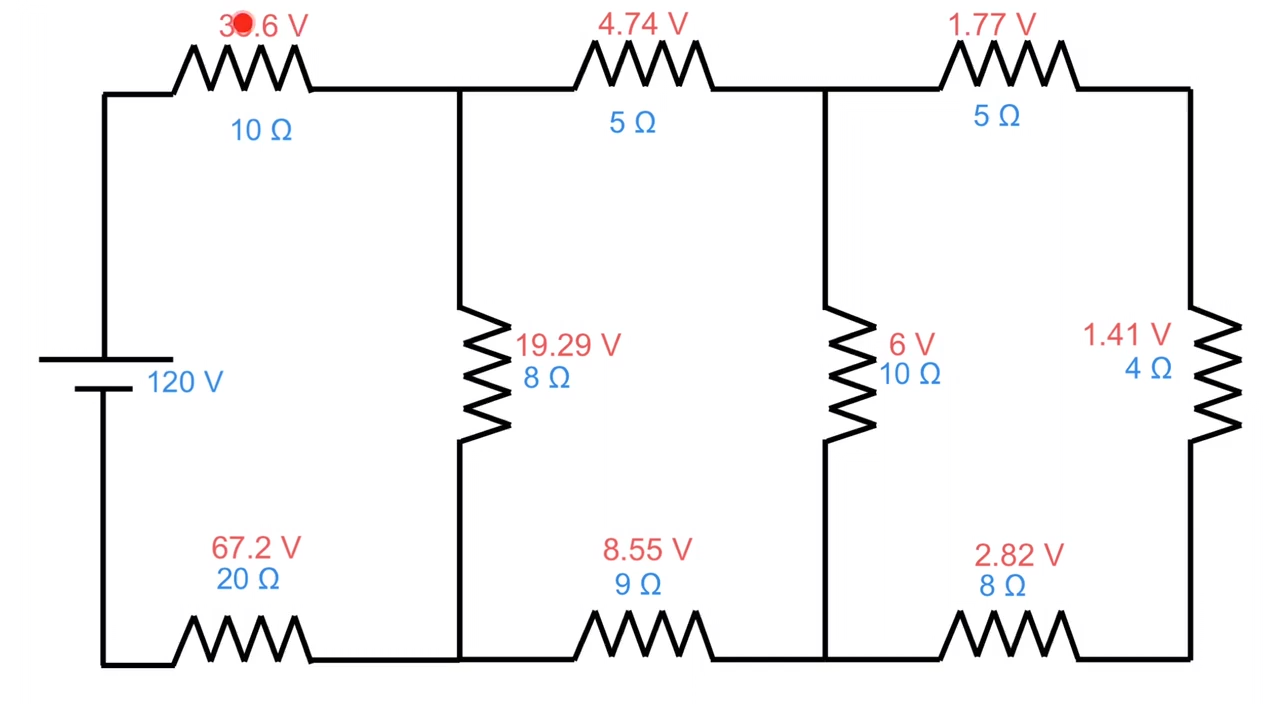 4.74 V
1.77 V
10 Ω
5 Ω
5 Ω
19.29 V
8 Ω
6 V
10 Ω
1.41 V
4 Ω
120 V
67.2 V
20 Ω
8.55 V
9 Ω
2.82 V
8 Ω